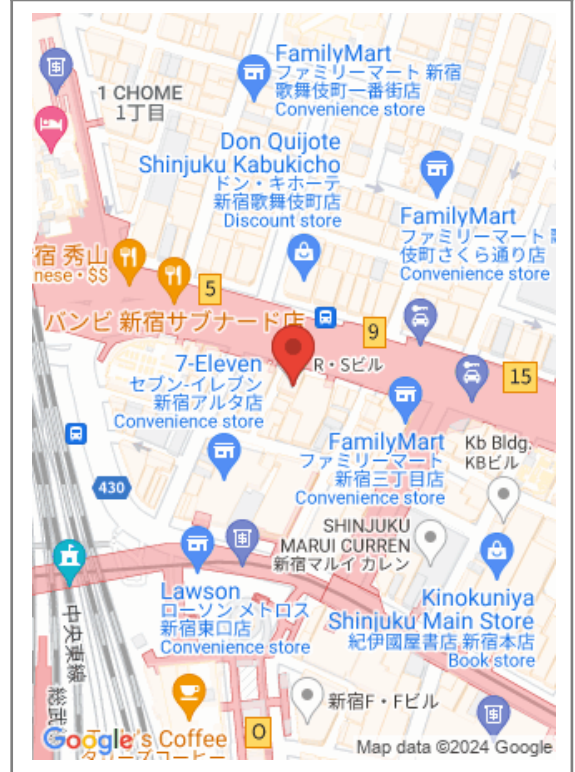 FamilyMart
ファミリーマート 新宿
歌舞伎町一番街店
Convenience store
1 CHOME
1丁目
Don Quijote
Shinjuku Kabukicho
ドン・キホーテ
新宿歌舞伎町店
Discount store
FamilyMart
ファミリーマート
伎町さくら通り店
Convenience store
宿 秀山
nese・$$
5
バンビ 新宿サブナード店
9
R・Sビル
15
7-Eleven
セブン-イレブン
新宿アルタ店
Convenience store
FamilyMart
ファミリーマート
新宿三丁目店
Convenience store
Kb Bldg.
KBビル
430
SHINJUKU
MARUI CURREN
新宿マルイ カレン
Lawson
ローソン メトロス
新宿東口店
Convenience store
Kinokuniya
Shinjuku Main Store
紀伊國屋書店 新宿本店
Book store
中央東線
総武
新宿F・Fビル
's Coffee
タリーズコーヒー
O
Google
Map data ©2024 Google